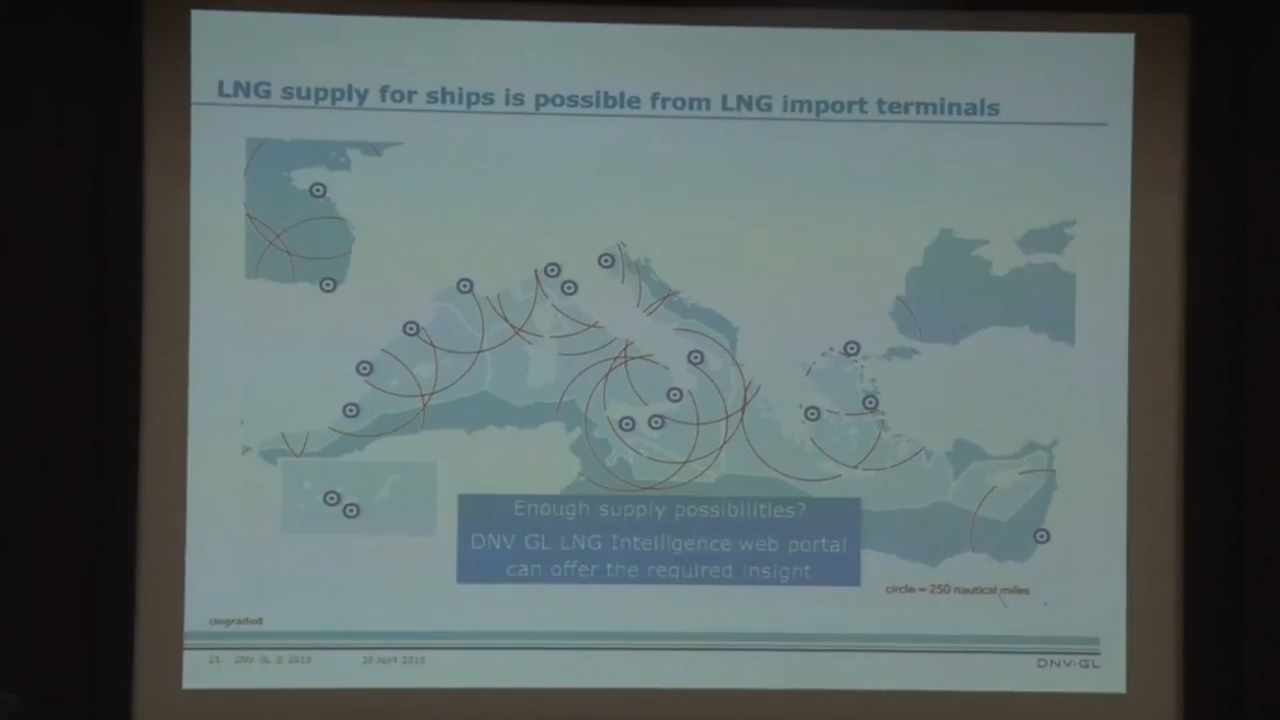 LNG supply for ships is possible from LNG import terminals
Enough supply possibilities?
DNV GL LNG Intelligence web portal
can offer the required insight
circle = 250 nautical miles
Ungraded
21 DNV GL © 2016 20 April 2016
DNV·GL